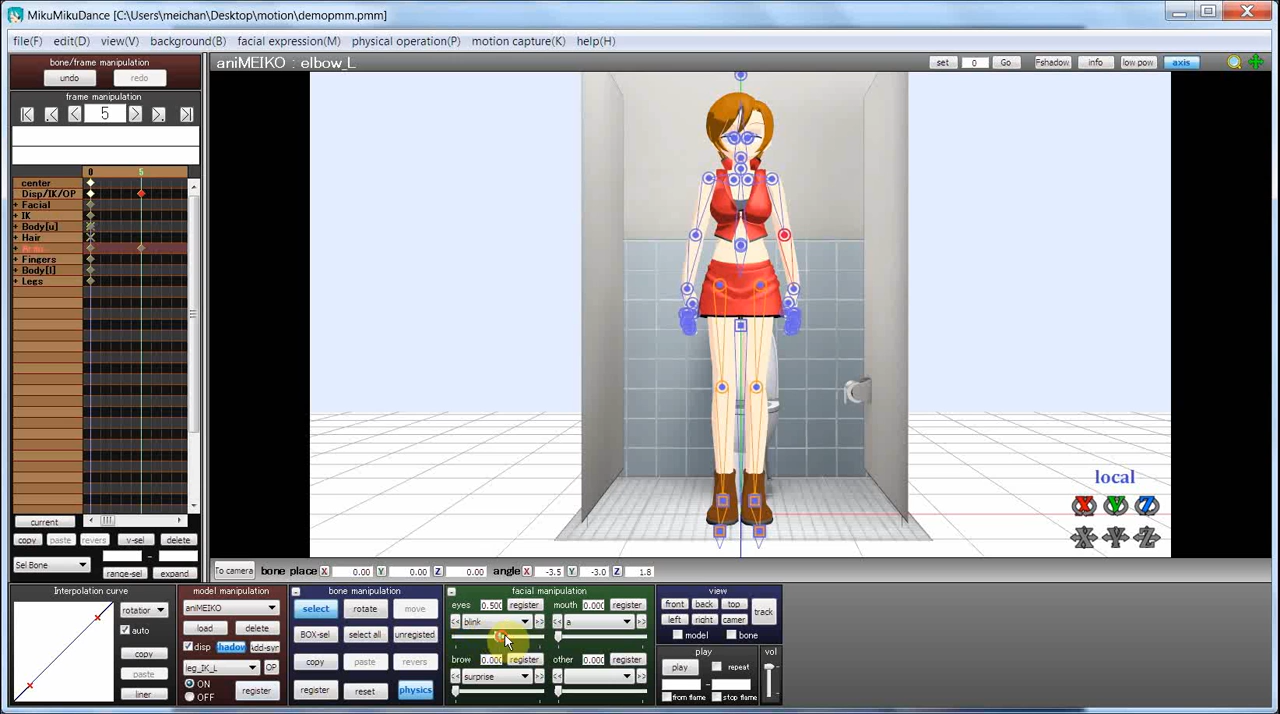 MikuMikuDance [C:\Users\meichan\Desktop\motion\demopmm.pmm]
file(F) edit(D) view(V) background(B) facial expression(M) physical operation(P) motion capture(K) help(H)
bone/frame manipulation
undo redo
aniMEIKO : elbow_L
set 0 Go Fshadow info low pow axis
frame manipulation
5
0 5
center
Disp/IK/OP
+ Facial
+ IK
+ Body[u]
+ Hair
+ Arms
+ Fingers
+ Body[l]
+ Legs
local
X Y Z
X Y Z
current
copy paste revers v-sel delete
Sel Bone -
range-sel expand
To camera bone place X 0.00 Y 0.00 Z 0.00 angle X -3.5 Y -3.0 Z 1.8
Interpolation curve
rotatior
auto
copy
paste
liner
model manipulation
aniMEIKO
load delete
disp shadow add-syn
leg_IK_L OP
ON
OFF
register
bone manipulation
select rotate move
BOX-sel select all unregistered
copy paste revers
register reset physics
facial manipulation
eyes 0.500 register mouth 0.000 register
<< blink >> << a >>
brow 0.000 register other 0.000 register
<< surprise >> << >>
view
front back top
left right camer
track
model bone
play
play repeat
-
from flame stop flame
vol